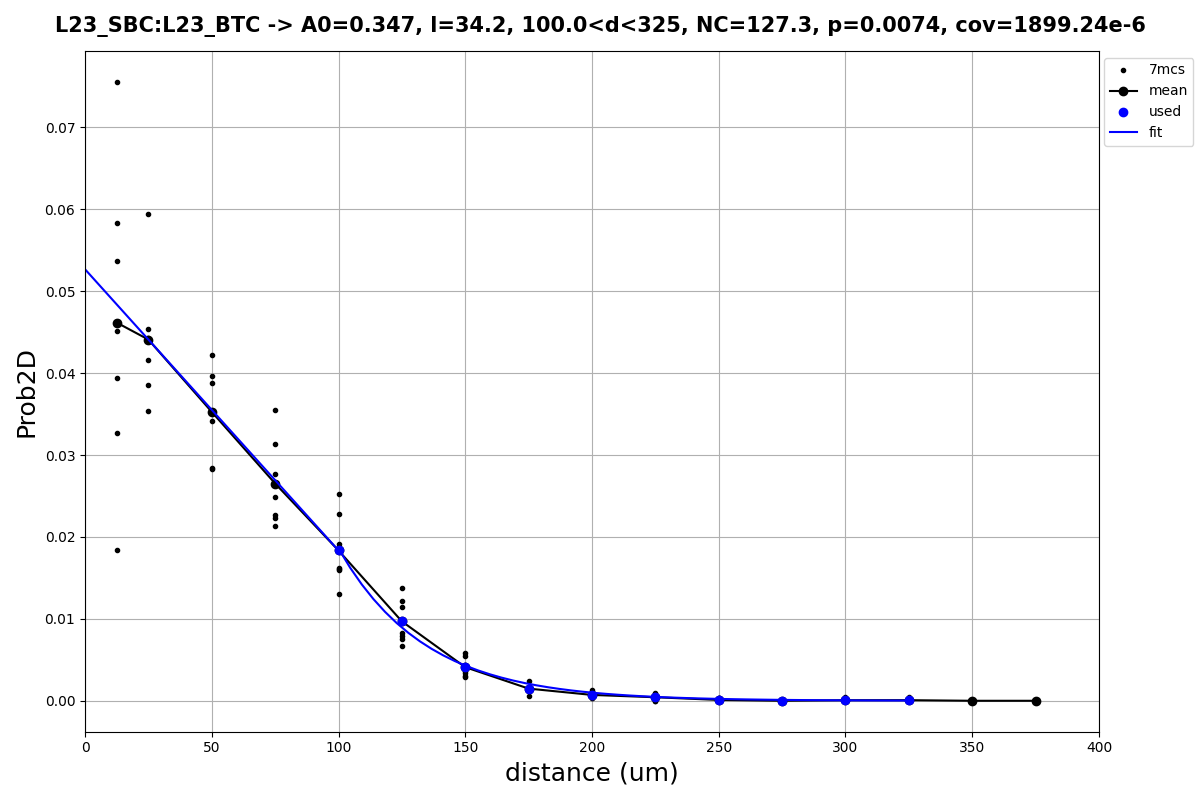 L23_SBC:L23_BTC -> A0=0.347, l=34.2, 100.0<d<325, NC=127.3, p=0.0074, cov=1899.24e-6
7mcs
mean
used
fit
0.07
0.06
0.05
0.04
0.03
0.02
0.01
0.00
Prob2D
0 50 100 150 200 250 300 350 400
distance (um)